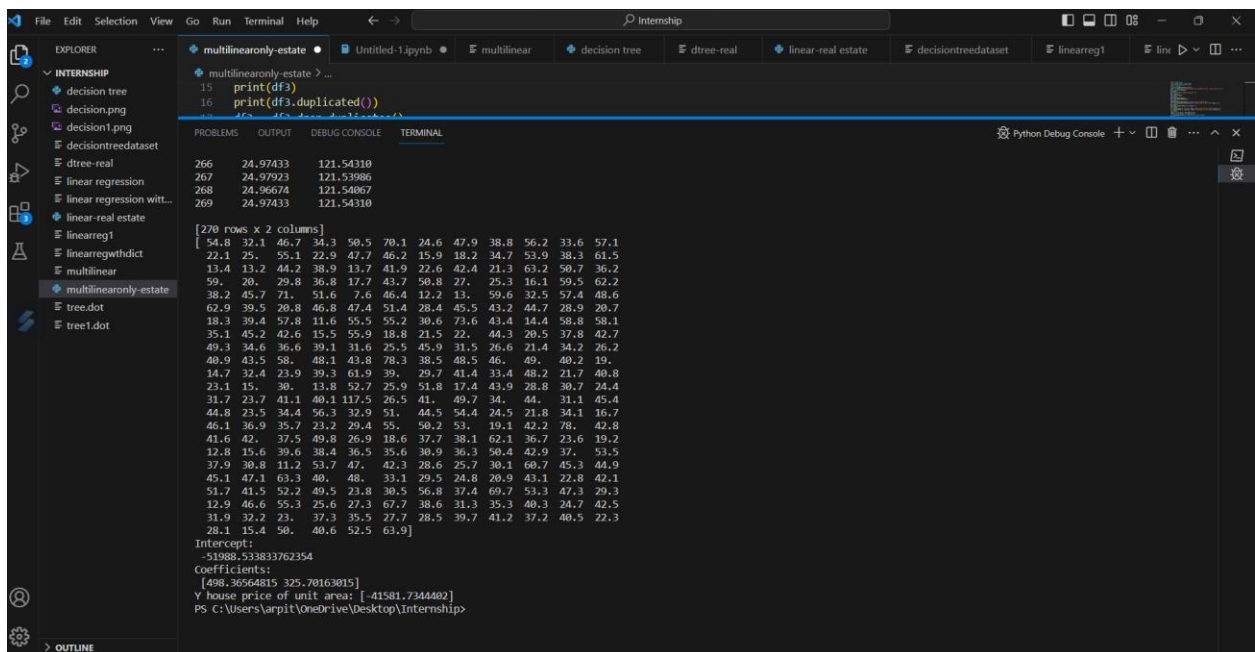 File Edit Selection View Go Run Terminal Help
Internship
EXPLORER
multilinearonly-estate
Untitled-1.ipynb
multilinear
decision tree
dtree-real
linear-real estate
decisiontreedataset
linearreg1
INTERNSHIP
decision tree
decision.png
decision1.png
decisiontreedataset
dtree-real
linear regression
linear regression witt...
linear-real estate
linearreg1
linearregwthdict
multilinear
multilinearonly-estate
tree.dot
tree1.dot
OUTLINE
multilinearonly-estate > ...
15 print(df3)
16 print(df3.duplicated())
PROBLEMS OUTPUT DEBUG CONSOLE TERMINAL
Python Debug Console
266 24.97433 121.54310
267 24.97923 121.53986
268 24.96674 121.54067
269 24.97433 121.54310
[270 rows x 2 columns]
[ 54.8 32.1 46.7 34.3 50.5 70.1 24.6 47.9 38.8 56.2 33.6 57.1
22.1 25. 55.1 22.9 47.7 46.2 15.9 18.2 34.7 53.9 38.3 61.5
13.4 13.2 44.2 38.9 13.7 41.9 22.6 42.4 21.3 63.2 50.7 36.2
59. 20. 29.8 36.8 17.7 43.7 50.8 27. 25.3 16.1 59.5 62.2
38.2 45.7 71. 51.6 7.6 46.4 12.2 13. 59.6 32.5 57.4 48.6
62.9 39.5 20.8 46.8 47.4 51.4 28.4 45.5 43.2 44.7 28.9 20.7
18.3 39.4 57.8 11.6 55.5 55.2 30.6 73.6 43.4 14.4 58.8 58.1
35.1 45.2 42.6 15.5 55.9 18.8 21.5 22. 44.3 20.5 37.8 42.7
49.3 34.6 36.6 39.1 31.6 25.5 45.9 31.5 26.6 21.4 34.2 26.2
40.9 43.5 58. 48.1 43.8 78.3 38.5 48.5 46. 49. 40.2 19.
14.7 32.4 23.9 39.3 61.9 39. 29.7 41.4 33.4 48.2 21.7 40.8
23.1 15. 30. 13.8 52.7 25.9 51.8 17.4 43.9 28.8 30.7 24.4
31.7 23.7 41.1 40.1 117.5 26.5 41. 49.7 34. 44. 31.1 45.4
44.8 23.5 34.4 56.3 32.9 51. 44.5 54.4 24.5 21.8 34.1 16.7
46.1 36.9 35.7 23.2 29.4 55. 50.2 53. 19.1 42.2 78. 42.8
41.6 42. 37.5 49.8 26.9 18.6 37.7 38.1 62.1 36.7 23.6 19.2
12.8 15.6 39.6 38.4 36.5 35.6 30.9 36.3 50.4 42.9 37. 53.5
37.9 30.8 11.2 53.7 47. 42.3 28.6 25.7 30.1 60.7 45.3 44.9
45.1 47.1 63.3 40. 48. 33.1 29.5 24.8 20.9 43.1 22.8 42.1
51.7 41.5 52.2 49.5 23.8 30.5 56.8 37.4 69.7 53.3 47.3 29.3
12.9 46.6 55.3 25.6 27.3 67.7 38.6 31.3 35.3 40.3 24.7 42.5
31.9 32.2 23. 37.3 35.5 27.7 28.5 39.7 41.2 37.2 40.5 22.3
28.1 15.4 50. 40.6 52.5 63.9]
Intercept:
-51988.533833762354
Coefficients:
[498.36564815 325.70163015]
Y house price of unit area: [-41581.7344402]
PS C:\Users\arpit\OneDrive\Desktop\Internship>